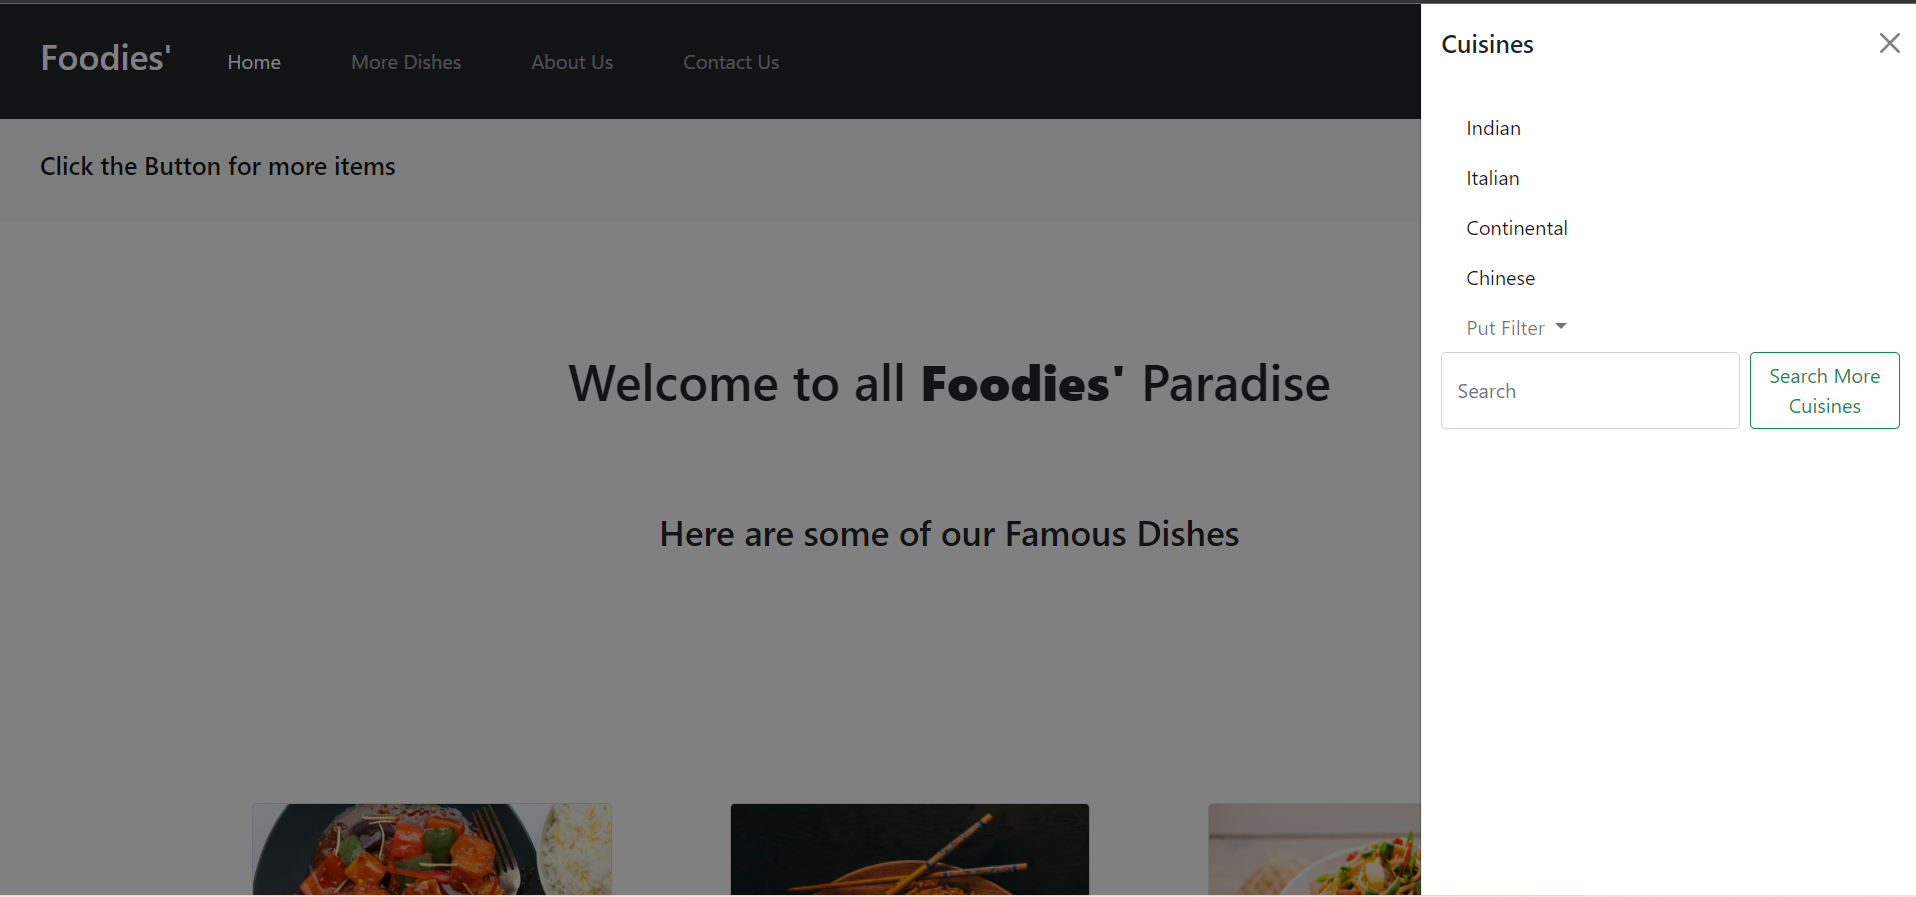 Foodies' Home More Dishes About Us Contact Us
Click the Button for more items
Welcome to all Foodies' Paradise
Here are some of our Famous Dishes
Cuisines
Indian
Italian
Continental
Chinese
Put Filter
Search
Search More
Cuisines